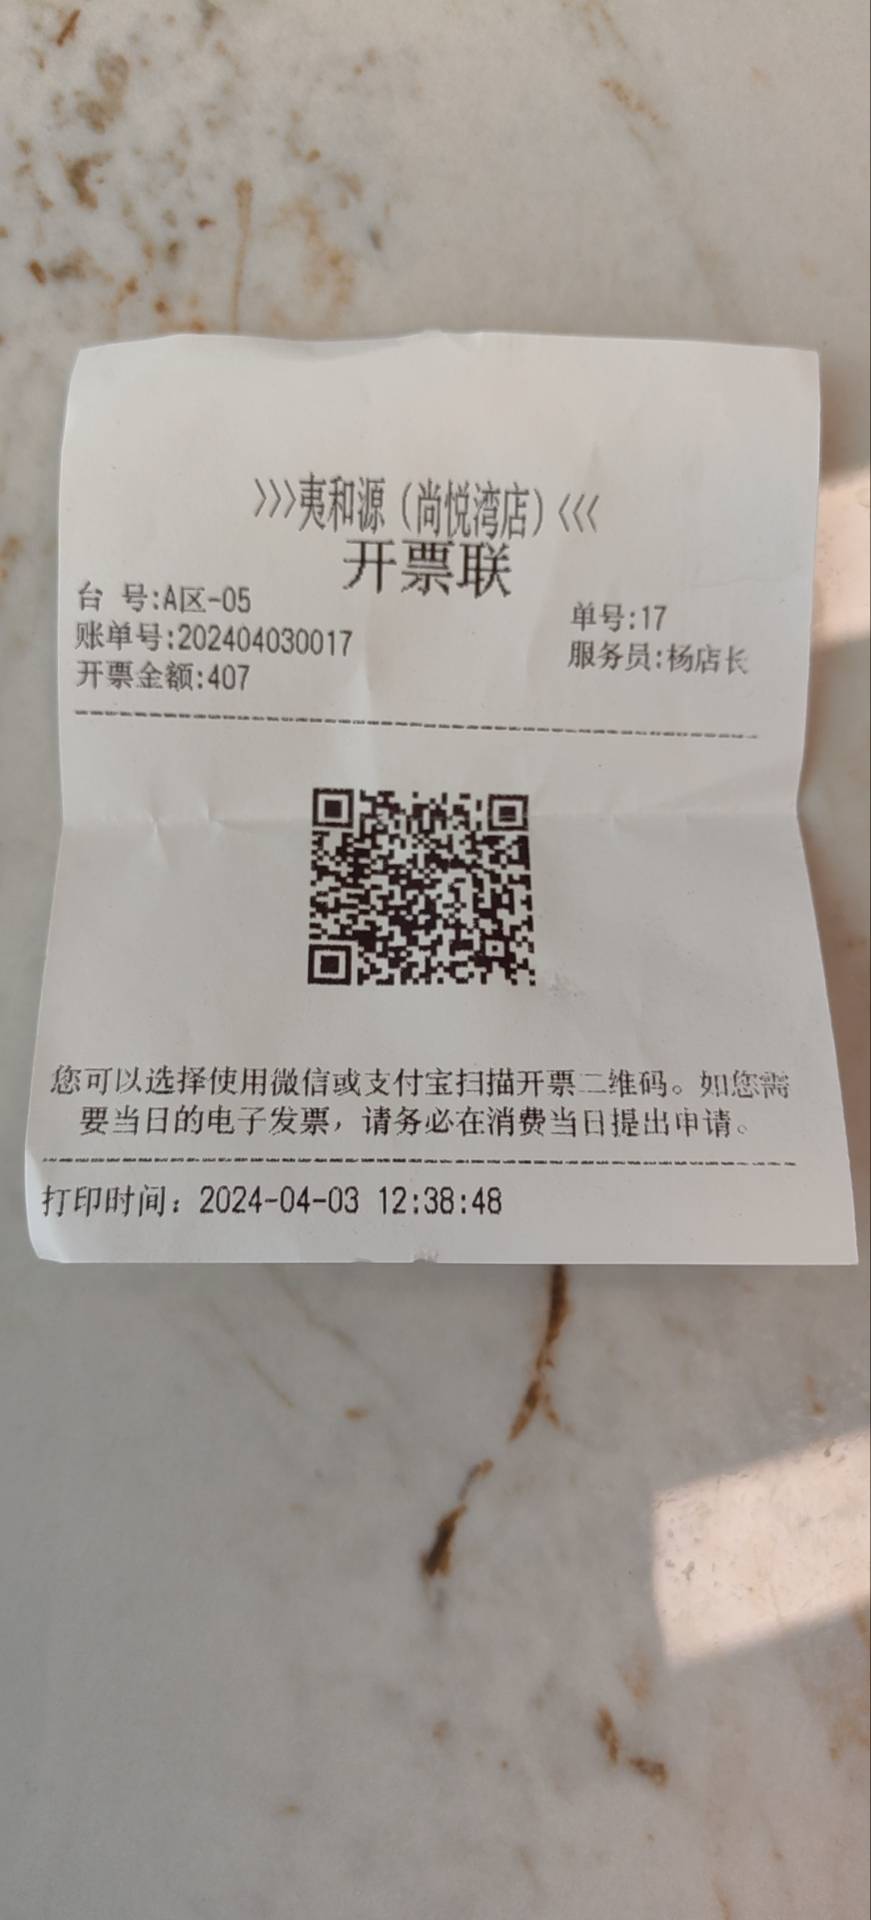 >>>夷和源（尚悦湾店）<<<
开票联
台 号:A区-05
单号:17
账单号:202404030017
服务员:杨店长
开票金额:407
您可以选择使用微信或支付宝扫描开票二维码。如您需
要当日的电子发票，请务必在消费当日提出申请。
打印时间：2024-04-03 12:38:48